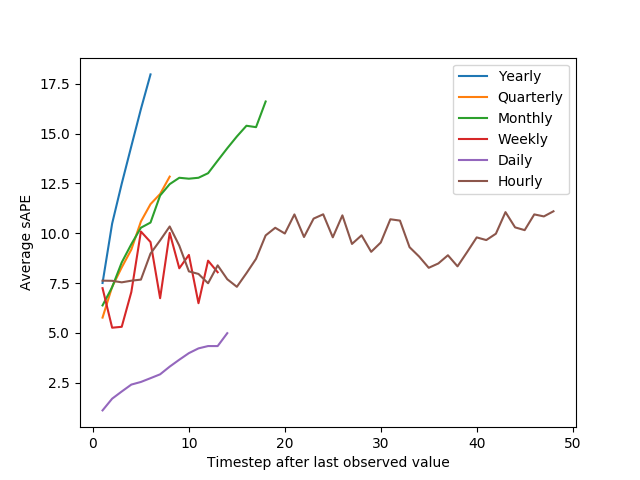 17.5
15.0
12.5
10.0
7.5
5.0
2.5
Average sAPE
0 10 20 30 40 50
Timestep after last observed value
Yearly
Quarterly
Monthly
Weekly
Daily
Hourly